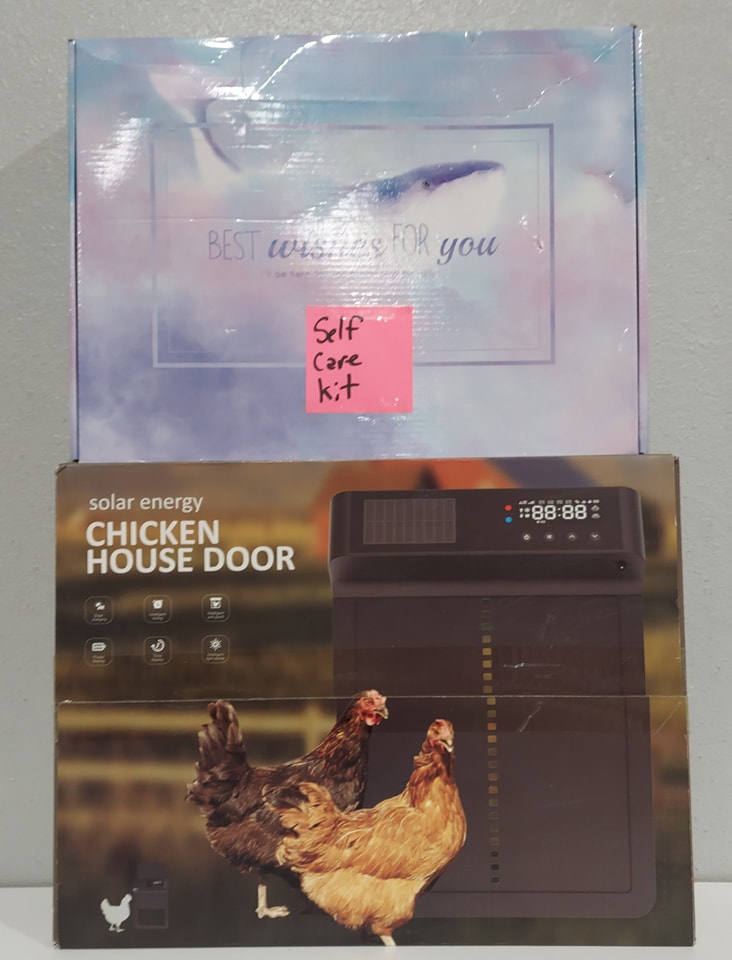 BEST wishes FOR you
Self
Care
kit
solar energy
CHICKEN
HOUSE DOOR
88:88